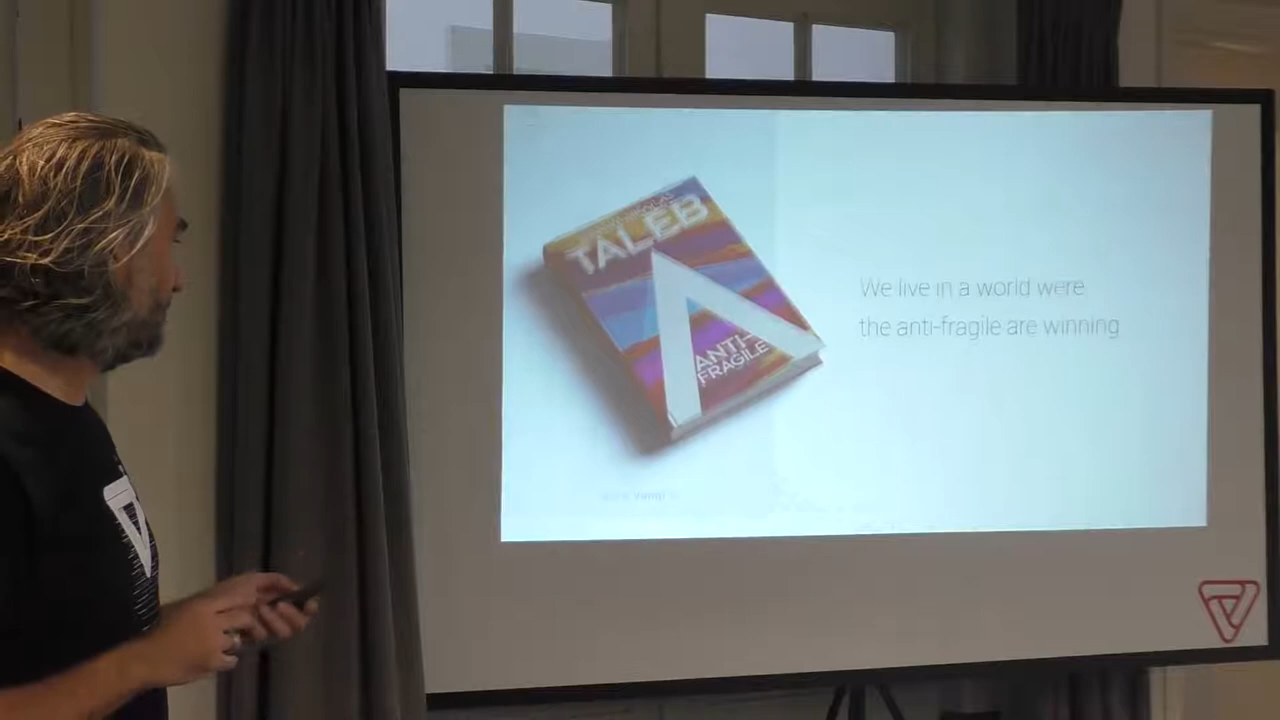 TALEB
ANTI-
FRAGILE
We live in a world were
the anti-fragile are winning